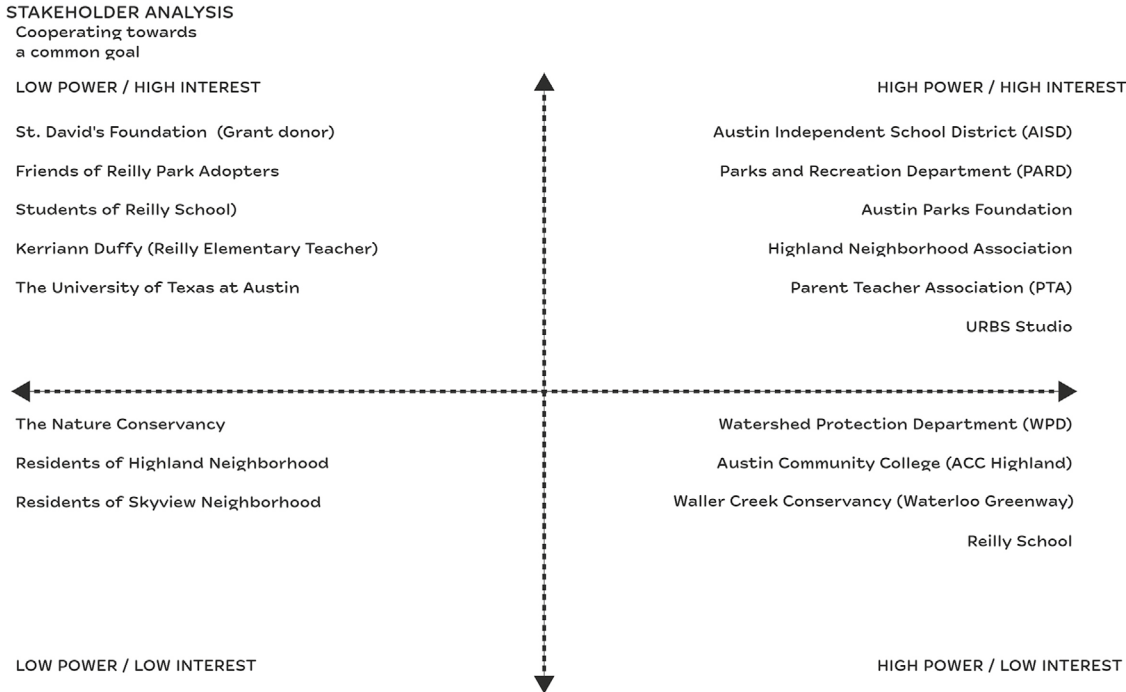 STAKEHOLDER ANALYSIS
Cooperating towards
a common goal
LOW POWER / HIGH INTEREST
St. David's Foundation (Grant donor)
Friends of Reilly Park Adopters
Students of Reilly School)
Kerriann Duffy (Reilly Elementary Teacher)
The University of Texas at Austin
HIGH POWER / HIGH INTEREST
Austin Independent School District (AISD)
Parks and Recreation Department (PARD)
Austin Parks Foundation
Highland Neighborhood Association
Parent Teacher Association (PTA)
URBS Studio
The Nature Conservancy
Residents of Highland Neighborhood
Residents of Skyview Neighborhood
LOW POWER / LOW INTEREST
Watershed Protection Department (WPD)
Austin Community College (ACC Highland)
Waller Creek Conservancy (Waterloo Greenway)
Reilly School
HIGH POWER / LOW INTEREST